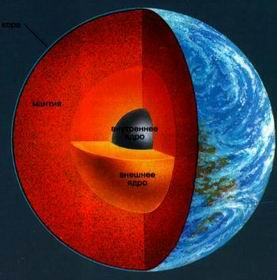 кора
мантия
внутреннее
ядро
внешнее
ядро